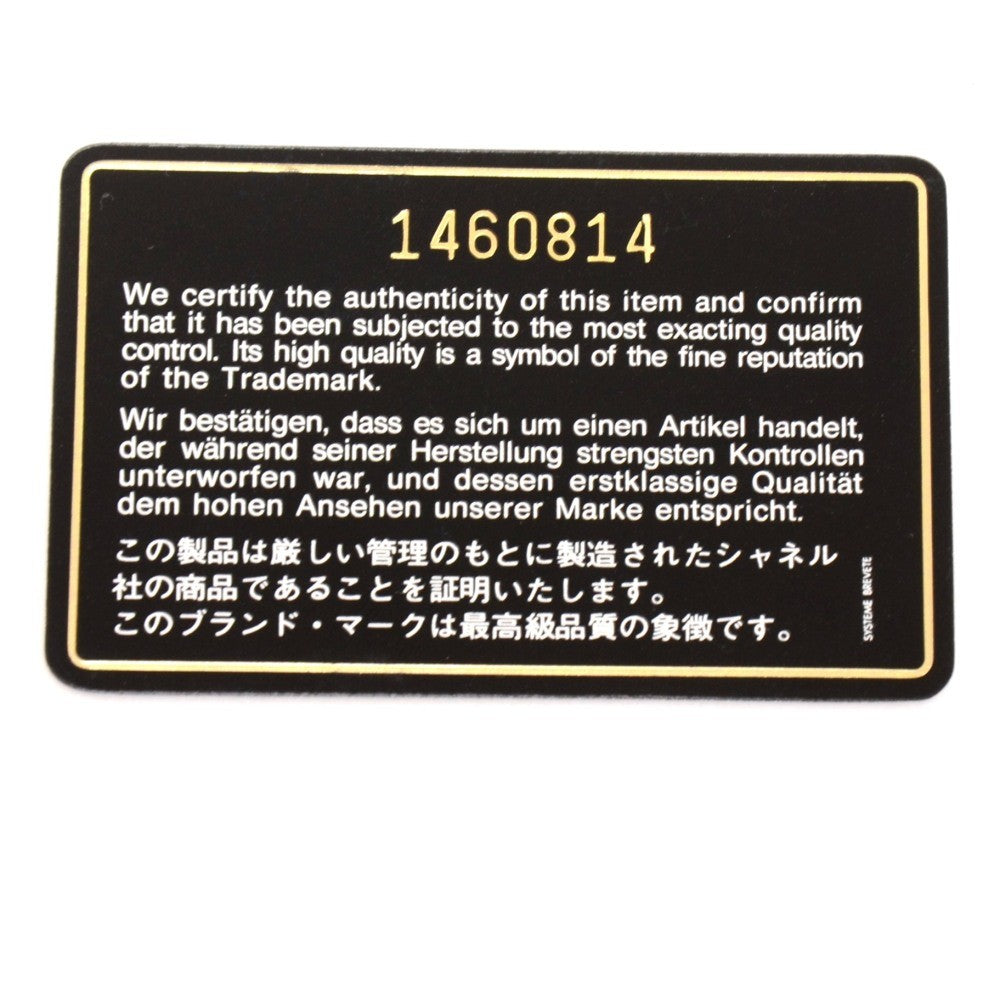 1460814
We certify the authenticity of this item and confirm
that it has been subjected to the most exacting quality
control. Its high quality is a symbol of the fine reputation
of the Trademark.
Wir bestätigen, dass es sich um einen Artikel handelt,
der während seiner Herstellung strengsten Kontrollen
unterworfen war, und dessen erstklassige Qualität
dem hohen Ansehen unserer Marke entspricht.
この製品は厳しい管理のもとに製造されたシャネル
社の商品であることを証明いたします。
このブランド・マークは最高級品質の象徴です。
SYSTEME BREVETE